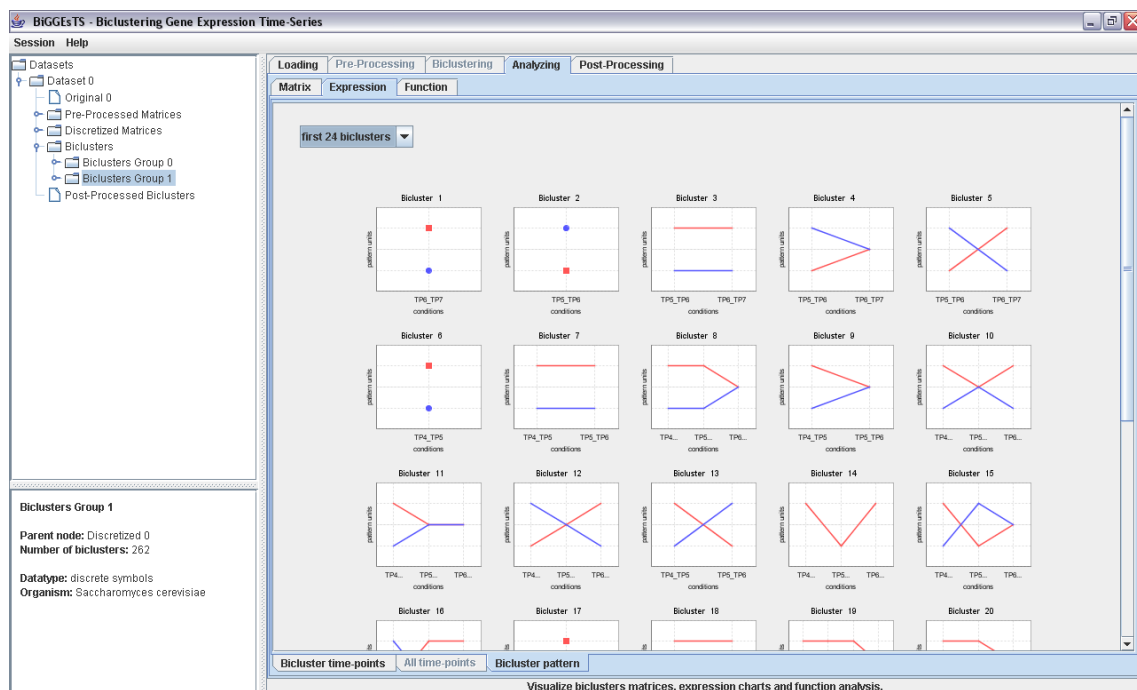 BiGGEsTS - Biclustering Gene Expression Time-Series
Session Help
Datasets
Dataset 0
Original 0
Pre-Processed Matrices
Discretized Matrices
Biclusters
Biclusters Group 0
Biclusters Group 1
Post-Processed Biclusters
Biclusters Group 1
Parent node: Discretized 0
Number of biclusters: 262
Datatype: discrete symbols
Organism: Saccharomyces cerevisiae
Loading Pre-Processing Biclustering Analyzing Post-Processing
Matrix Expression Function
first 24 biclusters
Bicluster 1 Bicluster 2 Bicluster 3 Bicluster 4 Bicluster 5
pattern units pattern units pattern units pattern units pattern units
TP6_TP7 TP5_TP6 TP5_TP6 TP6_TP7 TP5_TP6 TP6_TP7 TP5_TP6 TP6_TP7
conditions conditions conditions conditions conditions
Bicluster 6 Bicluster 7 Bicluster 8 Bicluster 9 Bicluster 10
pattern units pattern units pattern units pattern units pattern units
TP4_TP5 TP4_TP5 TP5_TP6 TP4... TP5... TP6... TP4_TP5 TP5_TP6 TP4... TP5... TP6...
conditions conditions conditions conditions conditions
Bicluster 11 Bicluster 12 Bicluster 13 Bicluster 14 Bicluster 15
pattern units pattern units pattern units pattern units pattern units
TP4... TP5... TP6... TP4... TP5... TP6... TP4_TP5 TP5_TP6 TP4... TP5... TP6... TP4... TP5... TP6...
conditions conditions conditions conditions conditions
Bicluster 16 Bicluster 17 Bicluster 18 Bicluster 19 Bicluster 20
Bicluster time-points All time-points Bicluster pattern
Visualize biclusters matrices, expression charts and function analysis.